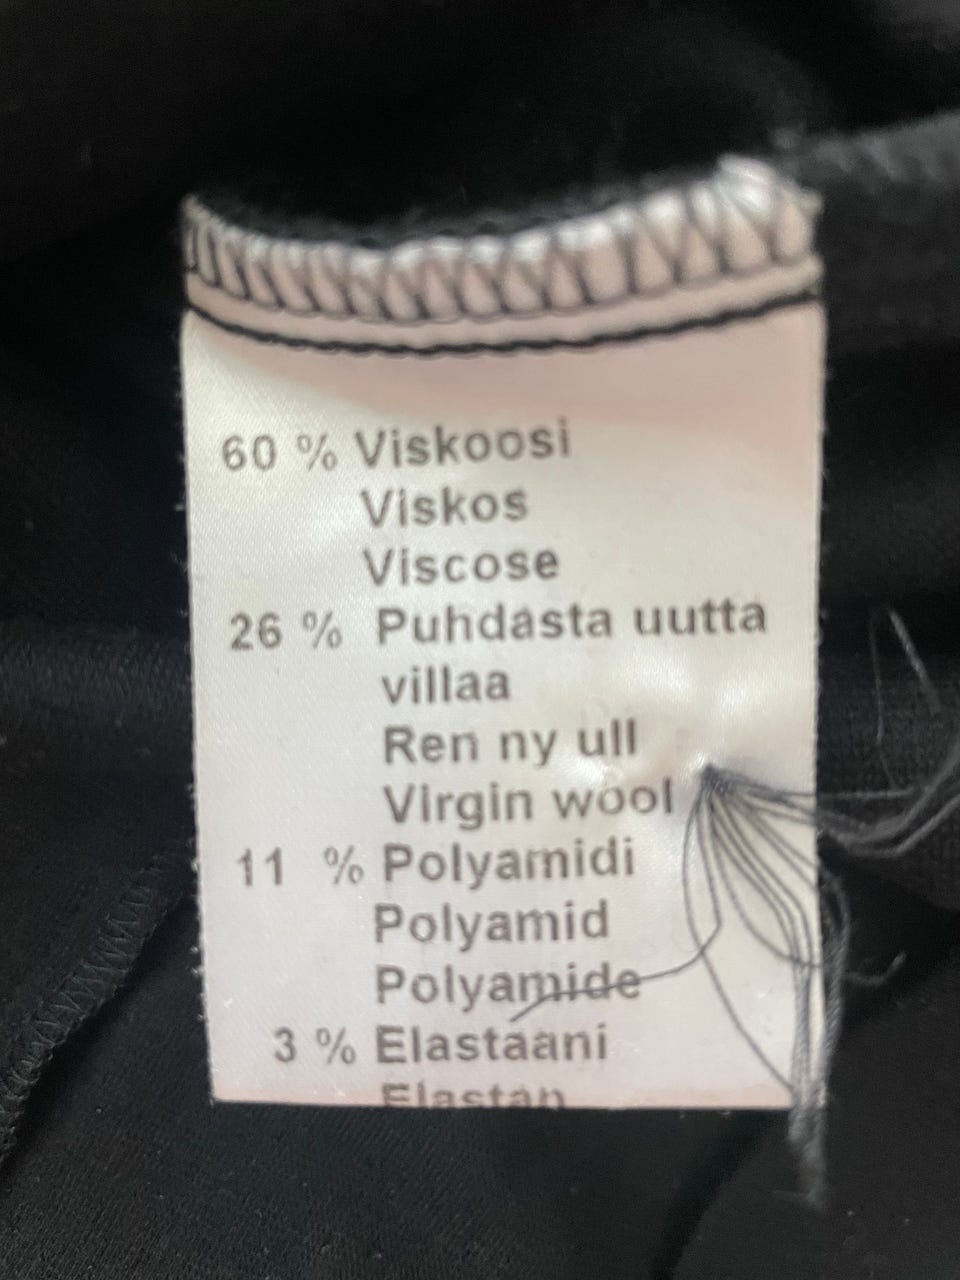 60 % Viskoosi
Viskos
Viscose
26 % Puhdasta uutta
villaa
Ren ny ull
Virgin wool
11 % Polyamidi
Polyamid
Polyamide
3 % Elastaani
Elastan